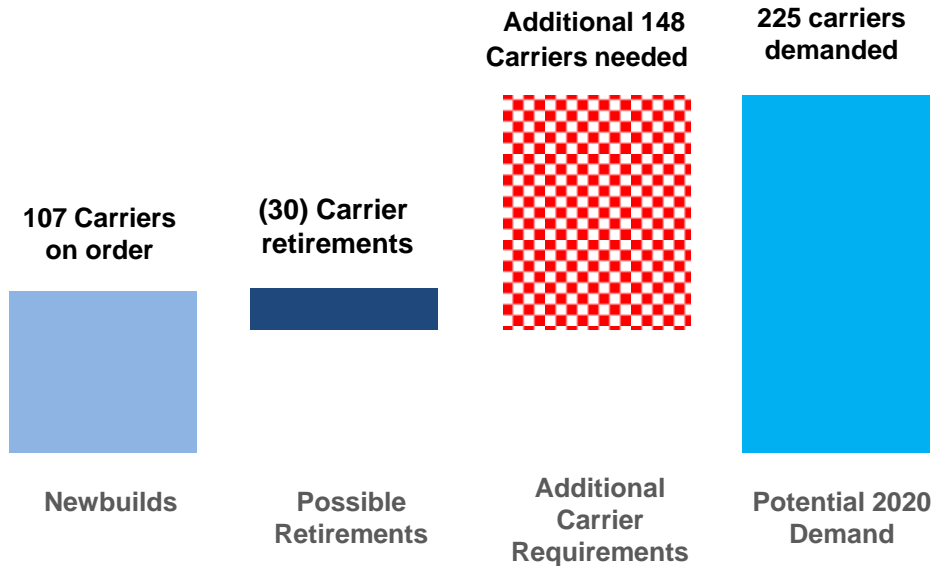 107 Carriers
on order
(30) Carrier
retirements
Additional 148
Carriers needed
225 carriers
demanded
Newbuilds
Possible
Retirements
Additional
Carrier
Requirements
Potential 2020
Demand